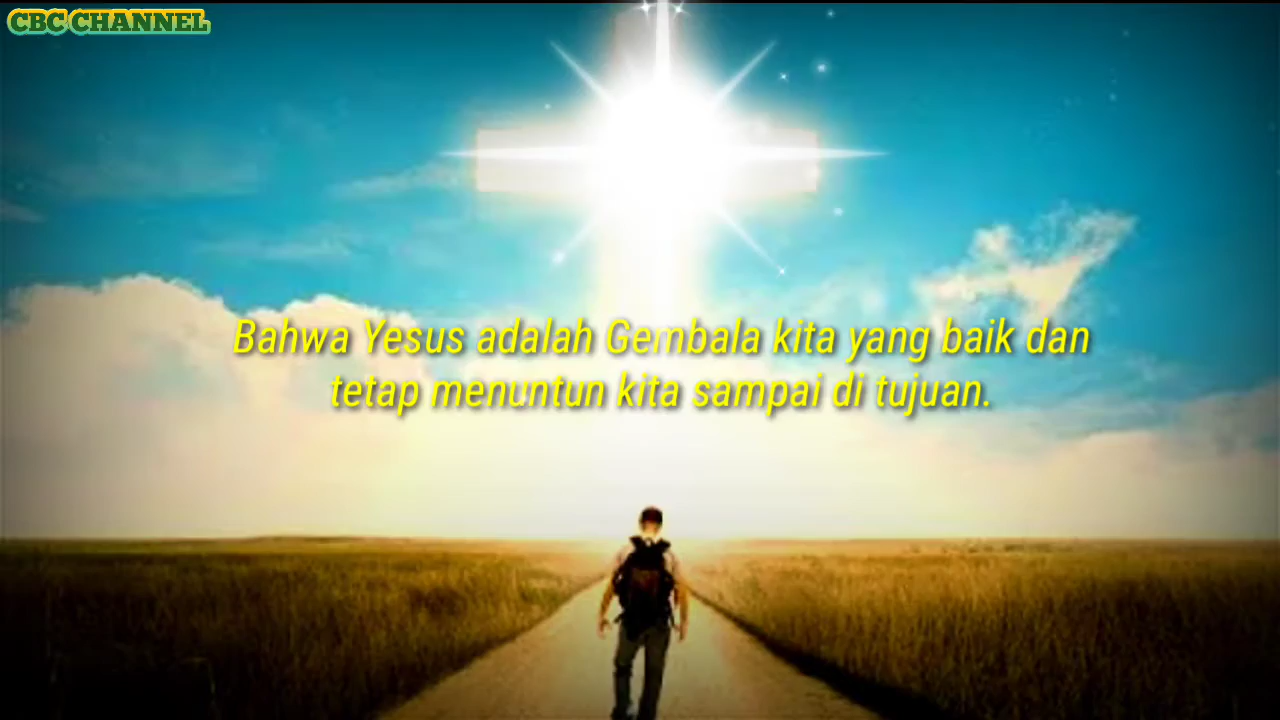 CBC CHANNEL
Bahwa Yesus adalah Gembala kita yang baik dan
tetap menuntun kita sampai di tujuan.